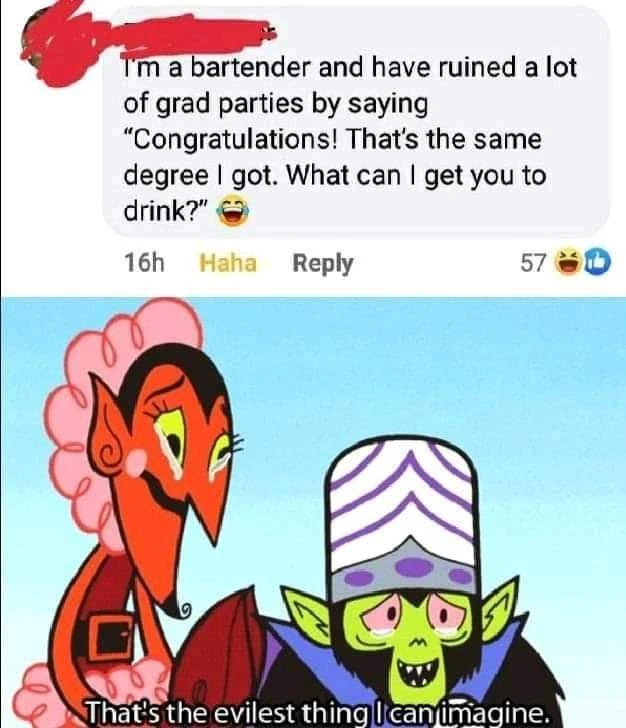 I'm a bartender and have ruined a lot
of grad parties by saying
“Congratulations! That's the same
degree I got. What can I get you to
drink?” 😂
16h Haha Reply 57
That's the evilest thing I can imagine.